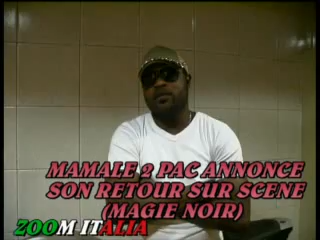 MAMALE 2 PAC ANNONCE
SON RETOUR SUR SCENE
(MAGIE NOIR)
ZOOM ITALIA